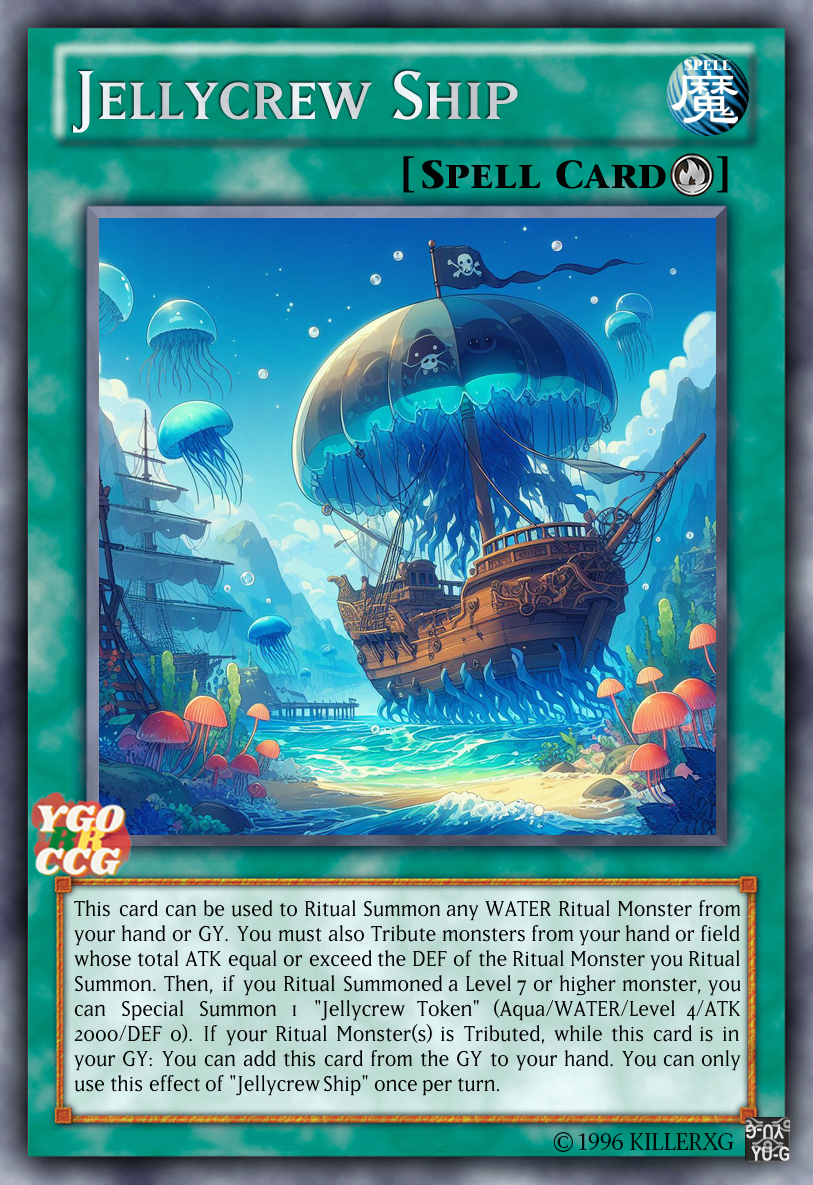 JELLYCREW SHIP
SPELL
魔
[SPELL CARD]
YGO
RR
CCG
This card can be used to Ritual Summon any WATER Ritual Monster from
your hand or GY. You must also Tribute monsters from your hand or field
whose total ATK equal or exceed the DEF of the Ritual Monster you Ritual
Summon. Then, if you Ritual Summoned a Level 7 or higher monster, you
can Special Summon 1 "Jellycrew Token" (Aqua/WATER/Level 4/ATK
2000/DEF 0). If your Ritual Monster(s) is Tributed, while this card is in
your GY: You can add this card from the GY to your hand. You can only
use this effect of "Jellycrew Ship" once per turn.
© 1996 KILLERXG
YU-G